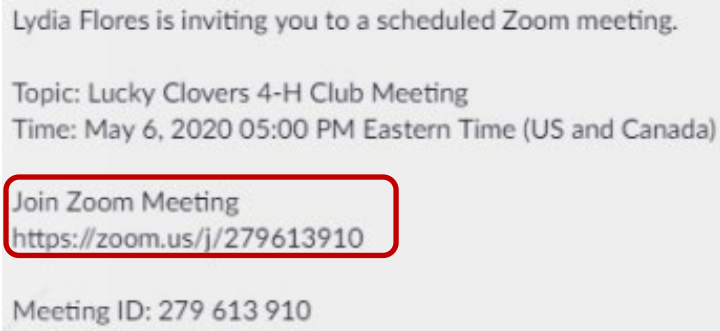 Lydia Flores is inviting you to a scheduled Zoom meeting.
Topic: Lucky Clovers 4-H Club Meeting
Time: May 6, 2020 05:00 PM Eastern Time (US and Canada)
Join Zoom Meeting
https://zoom.us/j/279613910
Meeting ID: 279 613 910